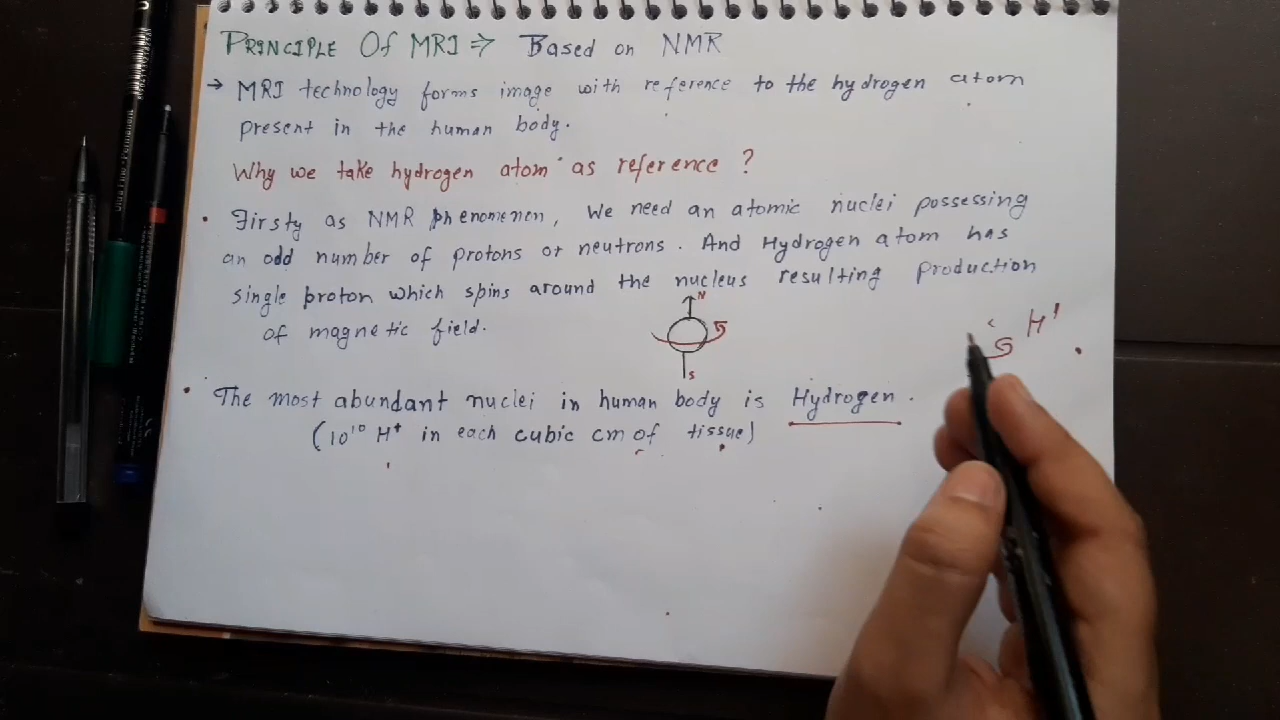 PRINCIPLE Of MRI ⇒ Based on NMR
→ MRI technology forms image with reference to the hydrogen atom
present in the human body.
Why we take hydrogen atom as reference ?
• Firsty as NMR phenomenen, We need an atomic nuclei possessing
an odd number of protons or neutrons. And Hydrogen atom has
single proton which spins around the nucleus resulting production
of magnetic field.
N
S
H'
• The most abundant nuclei in human body is Hydrogen.
(10¹⁰ H⁺ in each cubic cm of tissue)